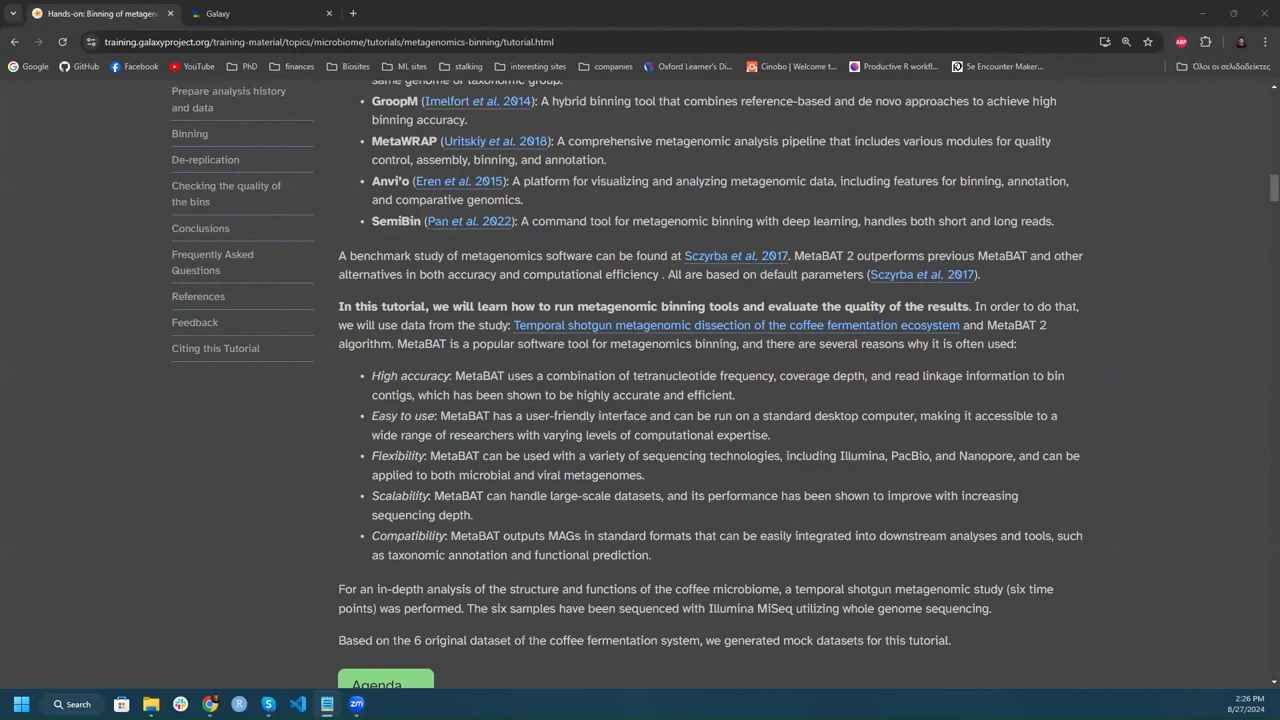 Hands-on: Binning of metagen
Galaxy
training.galaxyproject.org/training-material/topics/microbiome/tutorials/metagenomics-binning/tutorial.html
ABP
Google
GitHub
Facebook
YouTube
PhD
finances
Biosites
ML sites
stalking
interesting sites
companies
Oxford Learner's Di...
Cinobo | Welcome t...
Productive R workfl...
5e Encounter Maker...
Όλοι οι σελιδοδείκτες
Prepare analysis history
and data
Binning
De-replication
Checking the quality of
the bins
Conclusions
Frequently Asked
Questions
References
Feedback
Citing this Tutorial
same genome or taxonomic group.
GroopM (Imelfort et al. 2014): A hybrid binning tool that combines reference-based and de novo approaches to achieve high
binning accuracy.
MetaWRAP (Uritskiy et al. 2018): A comprehensive metagenomic analysis pipeline that includes various modules for quality
control, assembly, binning, and annotation.
Anvi'o (Eren et al. 2015): A platform for visualizing and analyzing metagenomic data, including features for binning, annotation,
and comparative genomics.
SemiBin (Pan et al. 2022): A command tool for metagenomic binning with deep learning, handles both short and long reads.
A benchmark study of metagenomics software can be found at Sczyrba et al. 2017. MetaBAT 2 outperforms previous MetaBAT and other
alternatives in both accuracy and computational efficiency . All are based on default parameters (Sczyrba et al. 2017).
In this tutorial, we will learn how to run metagenomic binning tools and evaluate the quality of the results. In order to do that,
we will use data from the study: Temporal shotgun metagenomic dissection of the coffee fermentation ecosystem and MetaBAT 2
algorithm. MetaBAT is a popular software tool for metagenomics binning, and there are several reasons why it is often used:
High accuracy: MetaBAT uses a combination of tetranucleotide frequency, coverage depth, and read linkage information to bin
contigs, which has been shown to be highly accurate and efficient.
Easy to use: MetaBAT has a user-friendly interface and can be run on a standard desktop computer, making it accessible to a
wide range of researchers with varying levels of computational expertise.
Flexibility: MetaBAT can be used with a variety of sequencing technologies, including Illumina, PacBio, and Nanopore, and can be
applied to both microbial and viral metagenomes.
Scalability: MetaBAT can handle large-scale datasets, and its performance has been shown to improve with increasing
sequencing depth.
Compatibility: MetaBAT outputs MAGs in standard formats that can be easily integrated into downstream analyses and tools, such
as taxonomic annotation and functional prediction.
For an in-depth analysis of the structure and functions of the coffee microbiome, a temporal shotgun metagenomic study (six time
points) was performed. The six samples have been sequenced with Illumina MiSeq utilizing whole genome sequencing.
Based on the 6 original dataset of the coffee fermentation system, we generated mock datasets for this tutorial.
Agenda
Search
zm
2:26 PM
8/27/2024